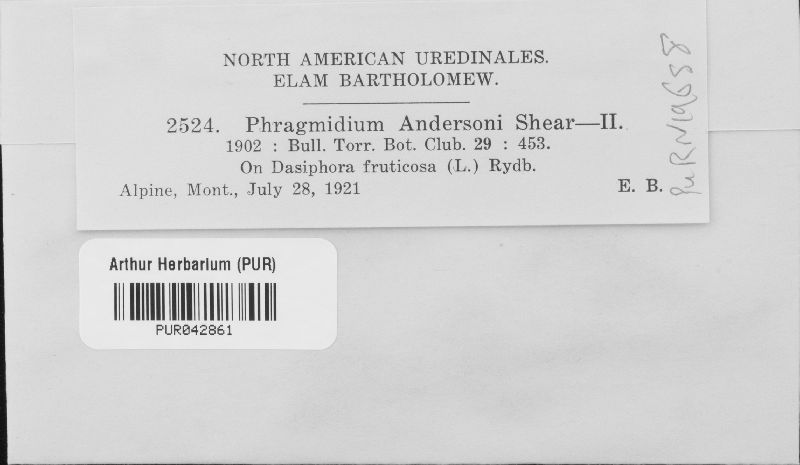 NORTH AMERICAN UREDINALES.
ELAM BARTHOLOMEW.
2524. Phragmidium Andersoni Shear—II.
1902 : Bull. Torr. Bot. Club. 29 : 453.
On Dasiphora fruticosa (L.) Rydb.
Alpine, Mont., July 28, 1921 E. B.
PURN19658
Arthur Herbarium (PUR)
PUR042861